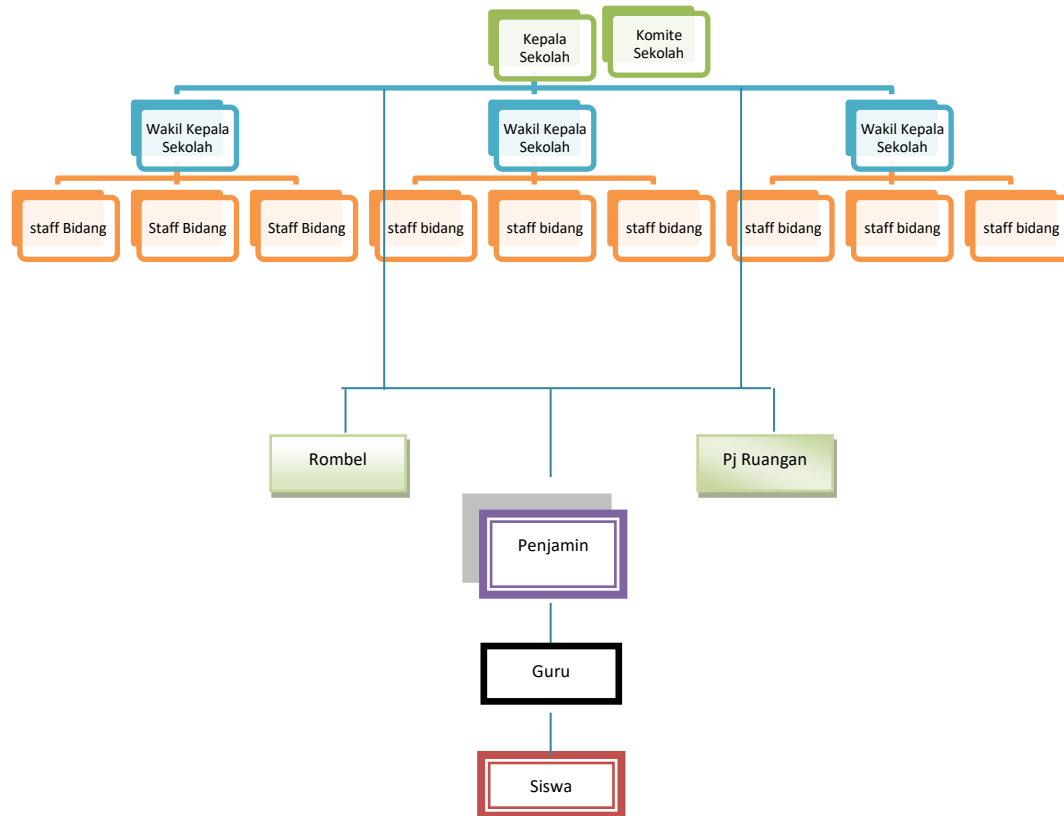 Kepala
Sekolah
Komite
Sekolah
Wakil Kepala
Sekolah
Wakil Kepala
Sekolah
Wakil Kepala
Sekolah
staff Bidang
Staff Bidang
Staff Bidang
staff bidang
staff bidang
staff bidang
staff bidang
staff bidang
staff bidang
Rombel
Pj Ruangan
Penjamin
Guru
Siswa